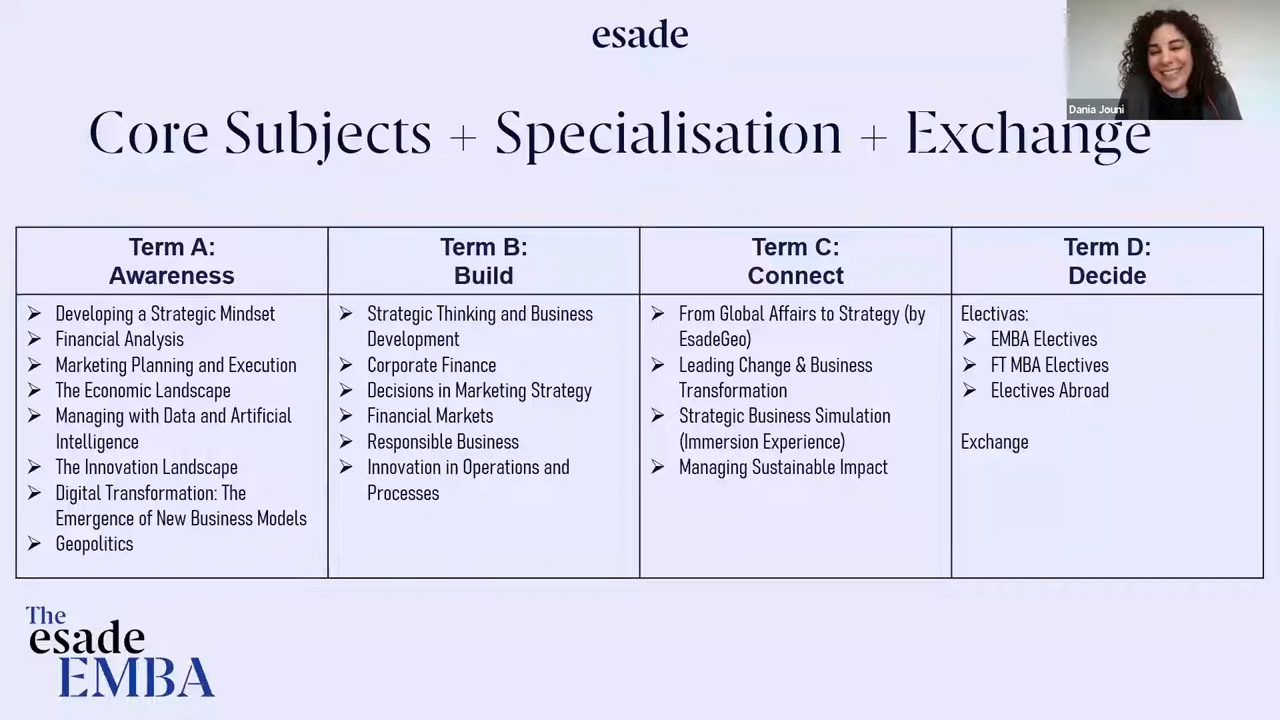 esade
Dania Jouni
Core Subjects + Specialisation + Exchange
Term A:
Awareness
Developing a Strategic Mindset
Financial Analysis
Marketing Planning and Execution
The Economic Landscape
Managing with Data and Artificial
Intelligence
The Innovation Landscape
Digital Transformation: The
Emergence of New Business Models
Geopolitics
Term B:
Build
Strategic Thinking and Business
Development
Corporate Finance
Decisions in Marketing Strategy
Financial Markets
Responsible Business
Innovation in Operations and
Processes
Term C:
Connect
From Global Affairs to Strategy (by
EsadeGeo)
Leading Change & Business
Transformation
Strategic Business Simulation
(Immersion Experience)
Managing Sustainable Impact
Term D:
Decide
Electivas:
EMBA Electives
FT MBA Electives
Electives Abroad
Exchange
The
esade
EMBA